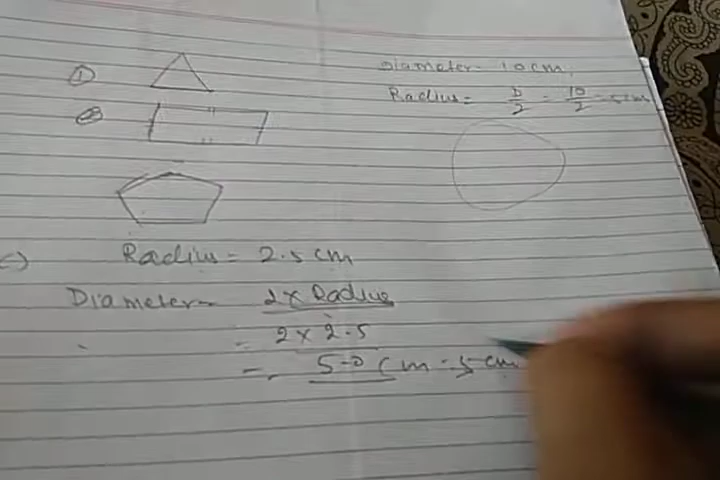 ①
②
Diameter = 10 cm,
Radius = D/2 = 10/2 = 5 cm
c) Radius = 2.5 cm
Diameter = 2 x Radius
= 2 x 2.5
= 5.0 cm = 5 cm